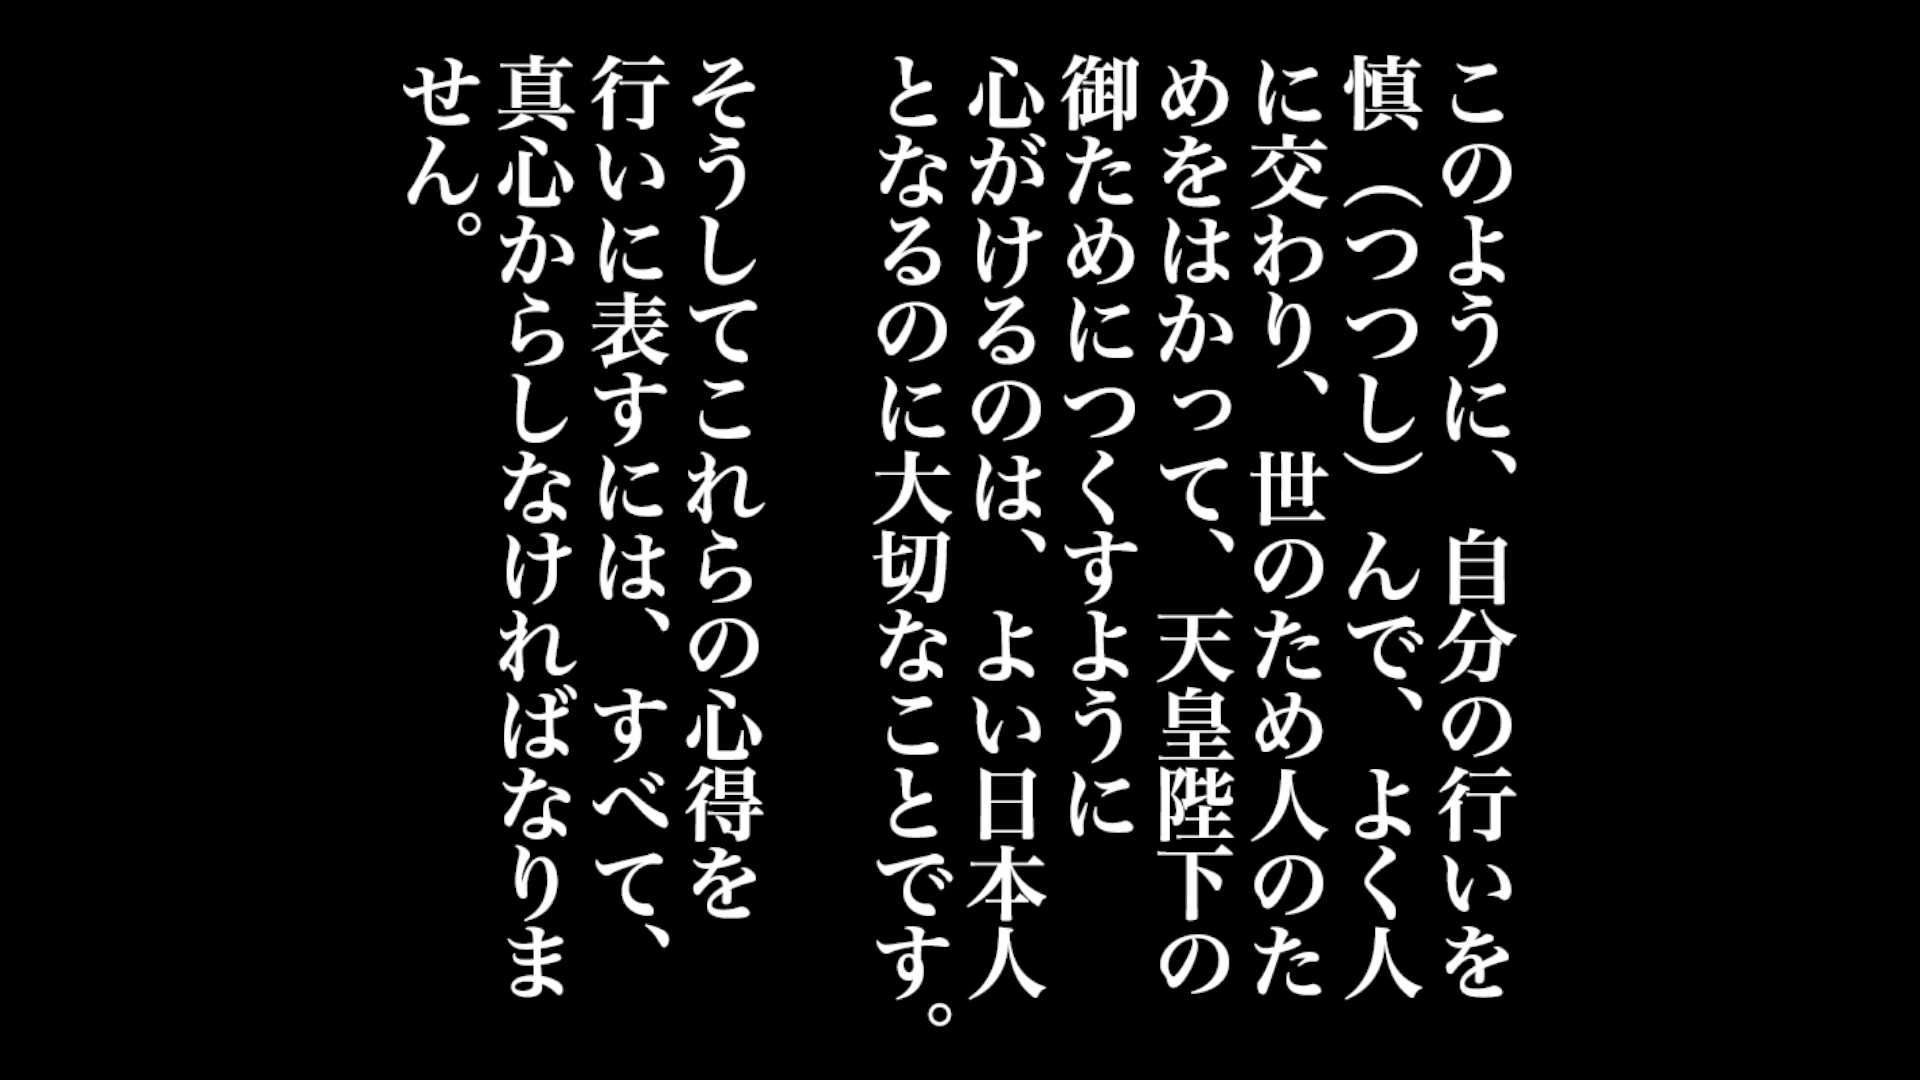 このように、自分の行いを
慎（つつし）んで、よく人
に交わり、世のため人のた
めをはかって、天皇陛下の
御ためにつくすように
心がけるのは、よい日本人
となるのに大切なことです。
そうしてこれらの心得を
行いに表すには、すべて、
真心からしなければなりま
せん。